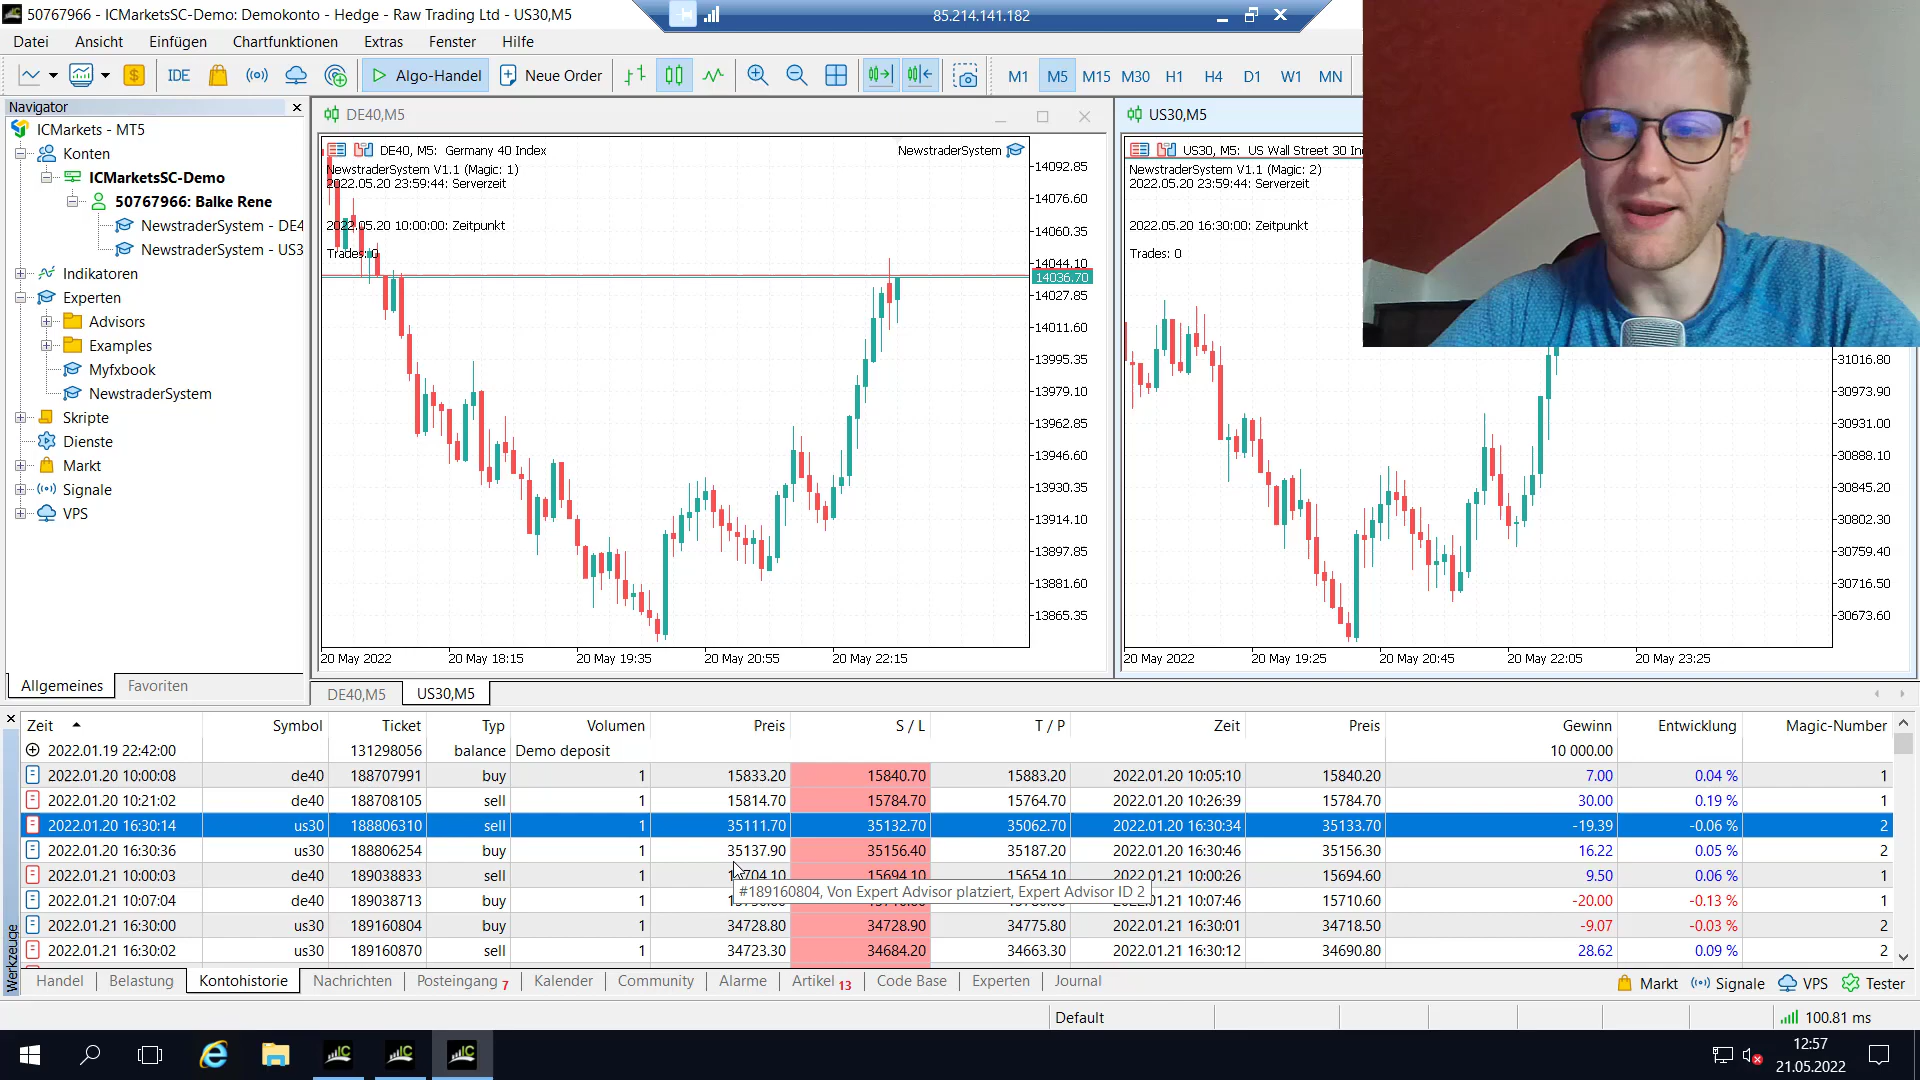 50767966 - ICMarketsSC-Demo: Demokonto - Hedge - Raw Trading Ltd - US30,M5
85.214.141.182
Datei Ansicht Einfügen Chartfunktionen Extras Fenster Hilfe
IDE Algo-Handel Neue Order M1 M5 M15 M30 H1 H4 D1 W1 MN
Navigator
ICMarkets - MT5
Konten
ICMarketsSC-Demo
50767966: Balke Rene
NewstraderSystem - DE4
NewstraderSystem - US3
Indikatoren
Experten
Advisors
Examples
Myfxbook
NewstraderSystem
Skripte
Dienste
Markt
Signale
VPS
Allgemeines Favoriten
DE40,M5
DE40, M5: Germany 40 Index
NewstraderSystem
NewstraderSystem V1.1 (Magic: 1)
2022.05.20 23:59:44: Serverzeit
2022.05.20 10:00:00: Zeitpunkt
Trades: 0
14092.85
14076.60
14060.35
14044.10
14036.70
14027.85
14011.60
13995.35
13979.10
13962.85
13946.60
13930.35
13914.10
13897.85
13881.60
13865.35
20 May 2022 20 May 18:15 20 May 19:35 20 May 20:55 20 May 22:15
US30,M5
US30, M5: US Wall Street 30 In
NewstraderSystem V1.1 (Magic: 2)
2022.05.20 23:59:44: Serverzeit
2022.05.20 16:30:00: Zeitpunkt
Trades: 0
31016.80
30973.90
30931.00
30888.10
30845.20
30802.30
30759.40
30716.50
30673.60
20 May 2022 20 May 19:25 20 May 20:45 20 May 22:05 20 May 23:25
DE40,M5 US30,M5
Zeit Symbol Ticket Typ Volumen Preis S / L T / P Zeit Preis Gewinn Entwicklung Magic-Number
2022.01.19 22:42:00 131298056 balance Demo deposit 10 000.00
2022.01.20 10:00:08 de40 188707991 buy 1 15833.20 15840.70 15883.20 2022.01.20 10:05:10 15840.20 7.00 0.04 % 1
2022.01.20 10:21:02 de40 188708105 sell 1 15814.70 15784.70 15764.70 2022.01.20 10:26:39 15784.70 30.00 0.19 % 1
2022.01.20 16:30:14 us30 188806310 sell 1 35111.70 35132.70 35062.70 2022.01.20 16:30:34 35133.70 -19.39 -0.06 % 2
2022.01.20 16:30:36 us30 188806254 buy 1 35137.90 35156.40 35187.20 2022.01.20 16:30:46 35156.30 16.22 0.05 % 2
2022.01.21 10:00:03 de40 189038833 sell 1 15694.10 15654.10 2022.01.21 10:00:26 15694.60 9.50 0.06 % 1
#189160804, Von Expert Advisor platziert, Expert Advisor ID 2
2022.01.21 10:07:04 de40 189038713 buy 1 2022.01.21 10:07:46 15710.60 -20.00 -0.13 % 1
2022.01.21 16:30:00 us30 189160804 buy 1 34728.80 34728.90 34775.80 2022.01.21 16:30:01 34718.50 -9.07 -0.03 % 2
2022.01.21 16:30:02 us30 189160870 sell 1 34723.30 34684.20 34663.30 2022.01.21 16:30:12 34690.80 28.62 0.09 % 2
Werkzeuge
Handel Belastung Kontohistorie Nachrichten Posteingang 7 Kalender Community Alarme Artikel 13 Code Base Experten Journal Markt Signale VPS Tester
Default 100.81 ms
12:57
21.05.2022